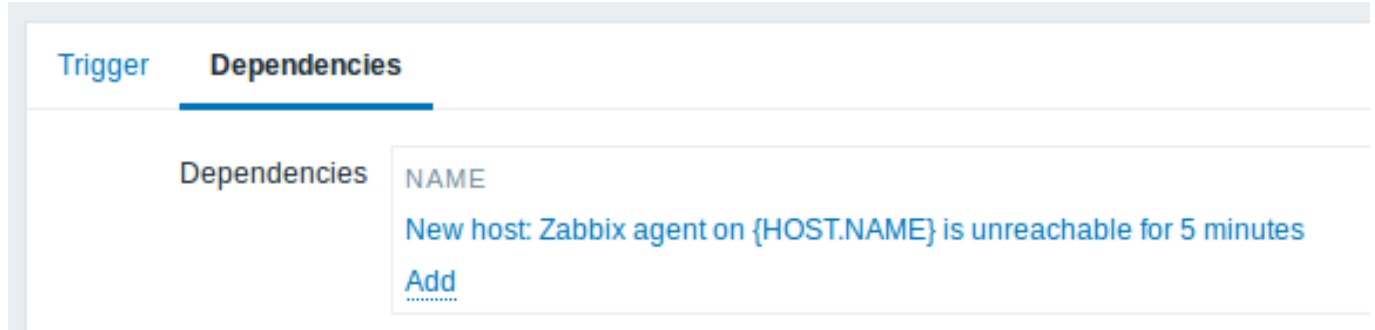 Trigger Dependencies
Dependencies NAME
New host: Zabbix agent on {HOST.NAME} is unreachable for 5 minutes
Add